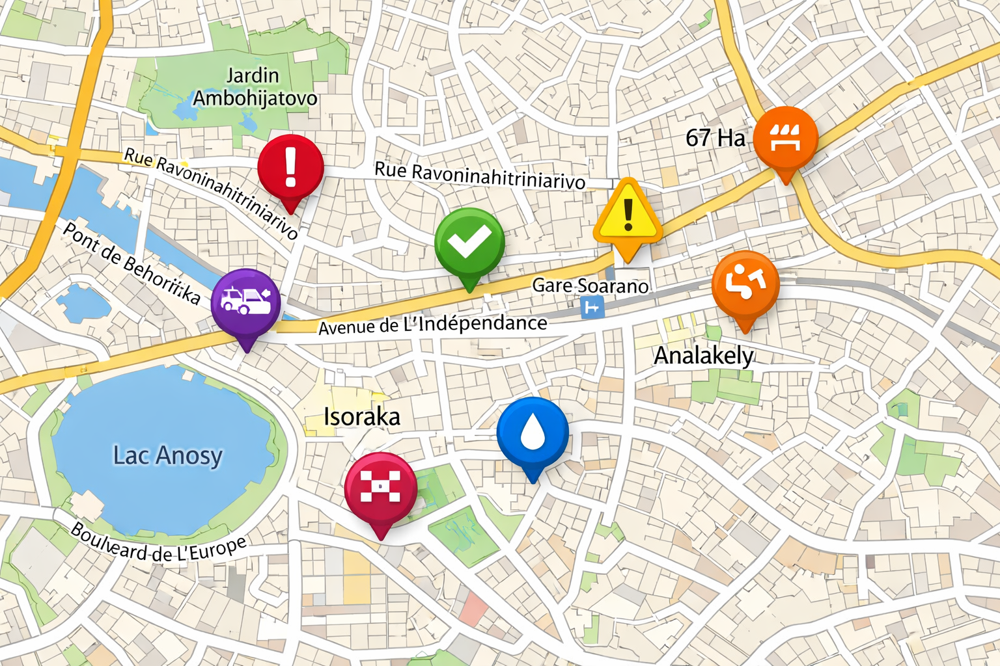 Jardin
Ambohijatovo
67 Ha
Rue Ravoninahitriniarivo
Rue Ravoninahitriniarivo
Pont de Behoririka
Gare Soarano
Avenue de L'Indépendance
Analakely
Isoraka
Lac Anosy
Boulveard de L'Europe